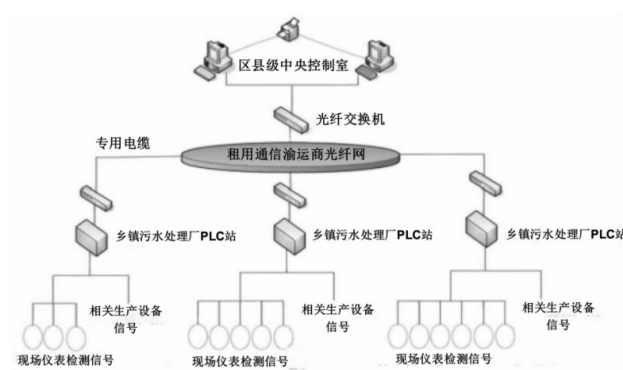 区县级中央控制室
光纤交换机
专用电缆
租用通信渝运商光纤网
乡镇污水处理厂PLC站
乡镇污水处理厂PLC站
乡镇污水处理厂PLC站
相关生产设备
信号
相关生产设备
信号
相关生产设备
信号
现场仪表检测信号
现场仪表检测信号
现场仪表检测信号